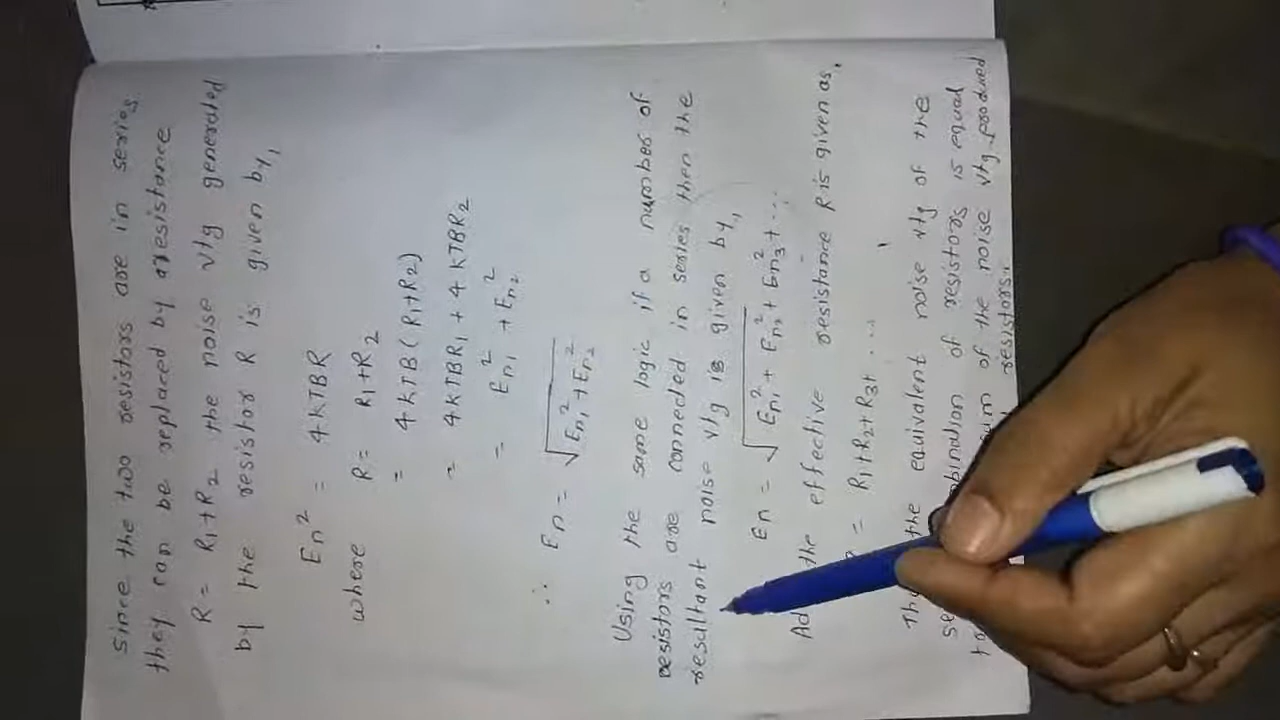 Since the two resistors are in series
they can be replaced by a resistance
R = R1+R2 the noise vtg generated
by the resistor R is given by,
En² = 4KTBR
where R = R1+R2
= 4KTB (R1+R2)
= 4KTBR1 + 4KTBR2
= En1² + En2²
∴ En = √En1² + En2²
Using the same logic if a number of
resistors are connected in series then the
resultant noise vtg is given by,
En = √En1² + En2² + En3² + ...
the effective resistance R is given as,
= R1+R2+R3+ ...
the equivalent noise vtg of the
of resistors is equal
of the noise vtg produced
resistors.